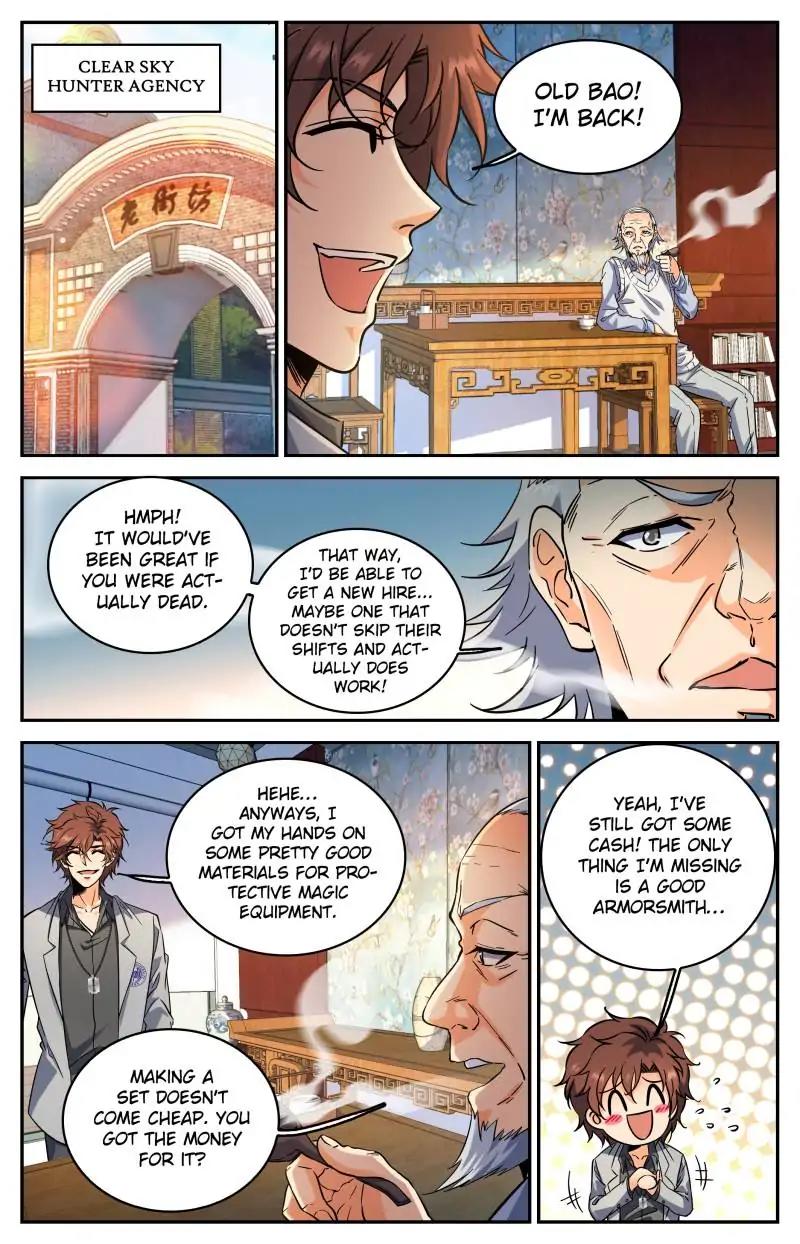 CLEAR SKY
HUNTER AGENCY
老街坊
OLD BAO!
I'M BACK!
HMPH!
IT WOULD'VE
BEEN GREAT IF
YOU WERE ACT-
UALLY DEAD.
THAT WAY,
I'D BE ABLE TO
GET A NEW HIRE...
MAYBE ONE THAT
DOESN'T SKIP THEIR
SHIFTS AND ACT-
UALLY DOES
WORK!
HEHE...
ANYWAYS, I
GOT MY HANDS ON
SOME PRETTY GOOD
MATERIALS FOR PRO-
TECTIVE MAGIC
EQUIPMENT.
MAKING A
SET DOESN'T
COME CHEAP. YOU
GOT THE MONEY
FOR IT?
YEAH, I'VE
STILL GOT SOME
CASH! THE ONLY
THING I'M MISSING
IS A GOOD
ARMORSMITH...